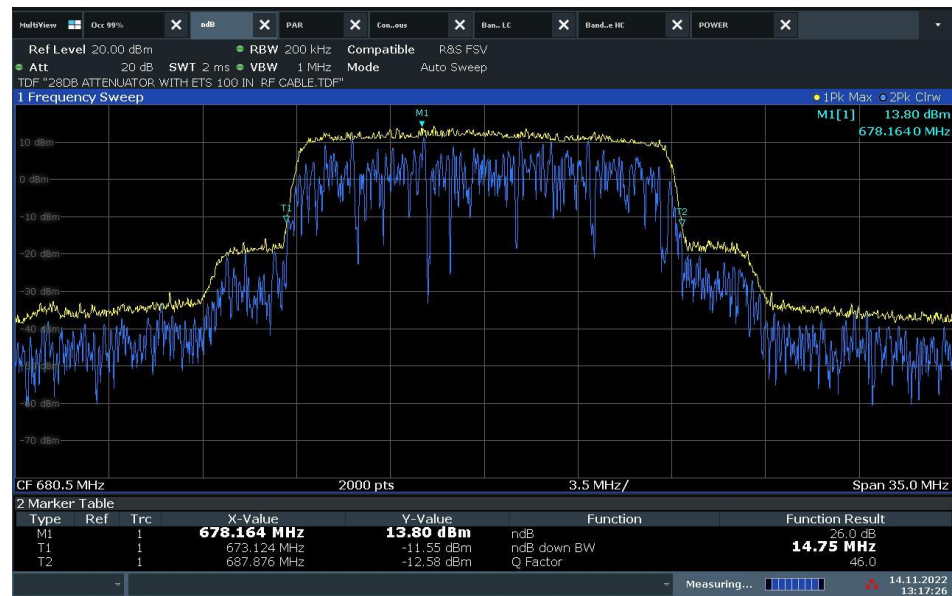 MultiView Occ 99% X ndB X PAR X Con..ous X Ban.. LC X Band..e HC X POWER X
Ref Level 20.00 dBm RBW 200 kHz Compatible R&S FSV
Att 20 dB SWT 2 ms VBW 1 MHz Mode Auto Sweep
TDF "28DB ATTENUATOR WITH ETS 100 IN RF CABLE.TDF"
1 Frequency Sweep 1Pk Max 2Pk Clrw
M1[1] 13.80 dBm
678.1640 MHz
M1
10 dBm
0 dBm
T1
T2
-10 dBm
-20 dBm
-30 dBm
-40 dBm
-50 dBm
-60 dBm
-70 dBm
CF 680.5 MHz 2000 pts 3.5 MHz/ Span 35.0 MHz
2 Marker Table
Type Ref Trc X-Value Y-Value Function Function Result
M1 1 678.164 MHz 13.80 dBm ndB 26.0 dB
T1 1 673.124 MHz -11.55 dBm ndB down BW 14.75 MHz
T2 1 687.876 MHz -12.58 dBm Q Factor 46.0
Measuring... 14.11.2022
13:17:26